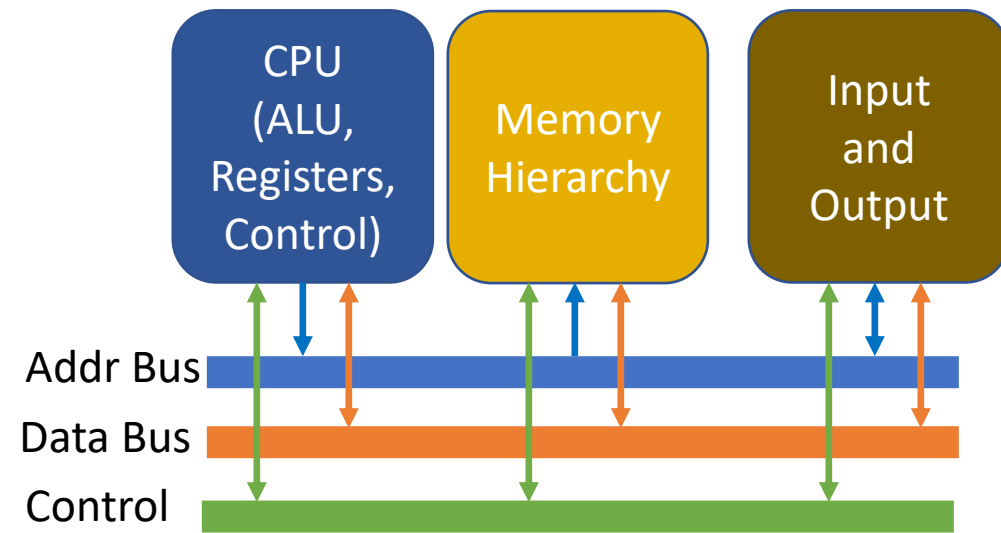 CPU
(ALU,
Registers,
Control)
Memory
Hierarchy
Input
and
Output
Addr Bus
Data Bus
Control